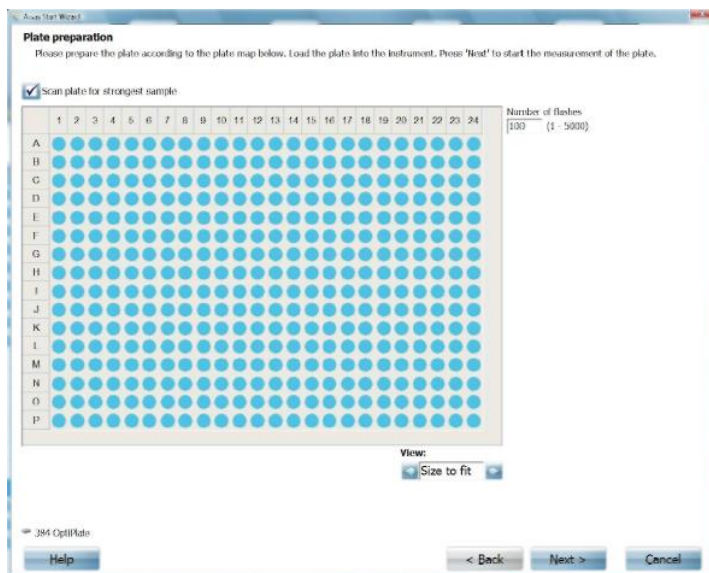 Assay Start Wizard
Plate preparation
Please prepare the plate according to the plate map below. Load the plate into the instrument. Press 'Next' to start the measurement of the plate.
Scan plate for strongest sample
1 2 3 4 5 6 7 8 9 10 11 12 13 14 15 16 17 18 19 20 21 22 23 24
Number of flashes
100 (1 - 5000)
A
B
C
D
E
F
G
H
I
J
K
L
M
N
O
P
View:
Size to fit
384 OptiPlate
Help
< Back
Next >
Cancel